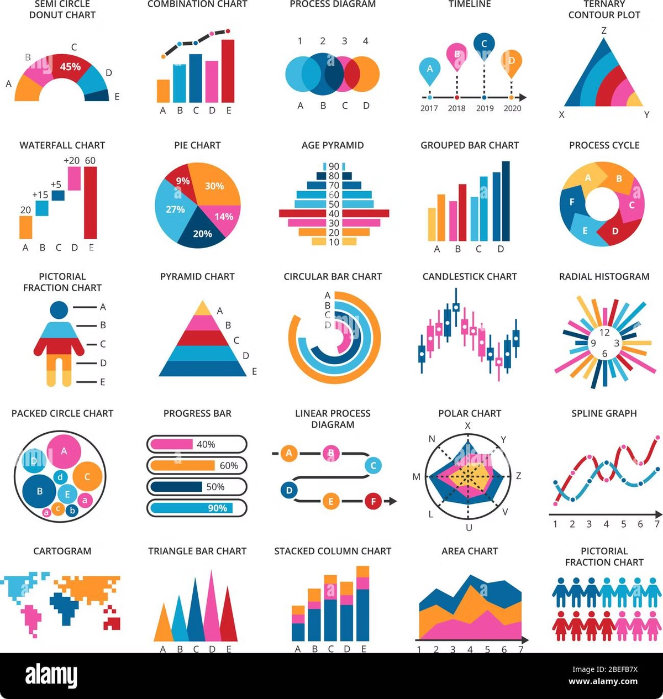 SEMI CIRCLE
DONUT CHART
A
B
C
45%
D
E
COMBINATION CHART
A B C D E
PROCESS DIAGRAM
1 2 3 4
A B C D
TIMELINE
A
B
C
D
2017 2018 2019 2020
TERNARY
CONTOUR PLOT
Z
X Y
WATERFALL CHART
20
+15
+5
+20 60
A B C D E
PIE CHART
9%
30%
27%
14%
20%
AGE PYRAMID
90
80
70
60
50
40
30
20
10
GROUPED BAR CHART
A B C D
PROCESS CYCLE
A
B
C
D
E
F
PICTORIAL
FRACTION CHART
A
B
C
D
E
PYRAMID CHART
A
B
C
D
E
CIRCULAR BAR CHART
A
B
C
D
CANDLESTICK CHART
RADIAL HISTOGRAM
12
9 3
6
PACKED CIRCLE CHART
A
D
d
C
B
E
a
a
c
b
PROGRESS BAR
40%
60%
50%
90%
LINEAR PROCESS
DIAGRAM
A B
C
D
E F
POLAR CHART
X
N Y
M Z
L V
U
SPLINE GRAPH
1 2 3 4 5 6 7
CARTOGRAM
TRIANGLE BAR CHART
A B C D E
STACKED COLUMN CHART
A B C D E
AREA CHART
1 2 3 4 5 6 7
PICTORIAL
FRACTION CHART
alamy
Image ID: 2BEFB7X
www.alamy.com